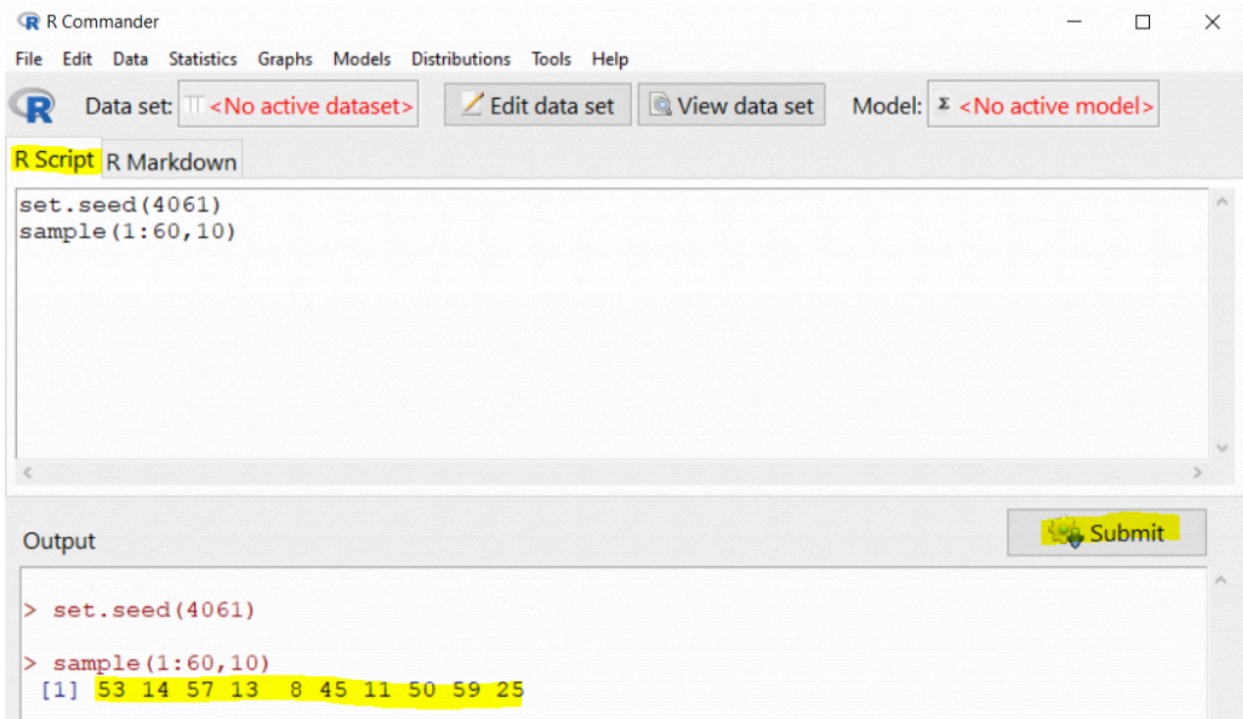 R R Commander
File Edit Data Statistics Graphs Models Distributions Tools Help
R Data set: <No active dataset> Edit data set View data set Model: Σ <No active model>
R Script R Markdown
set.seed(4061)
sample(1:60,10)
Output Submit
> set.seed(4061)
> sample(1:60,10)
[1] 53 14 57 13  8 45 11 50 59 25